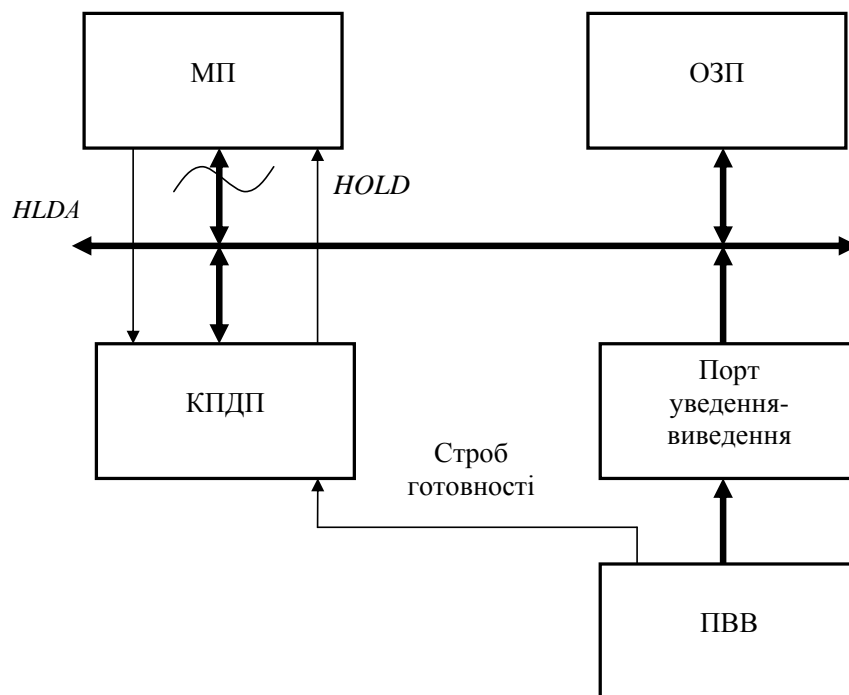 МП
ОЗП
HOLD
HLDA
КПДП
Порт
уведення-
виведення
Строб
готовності
ПВВ